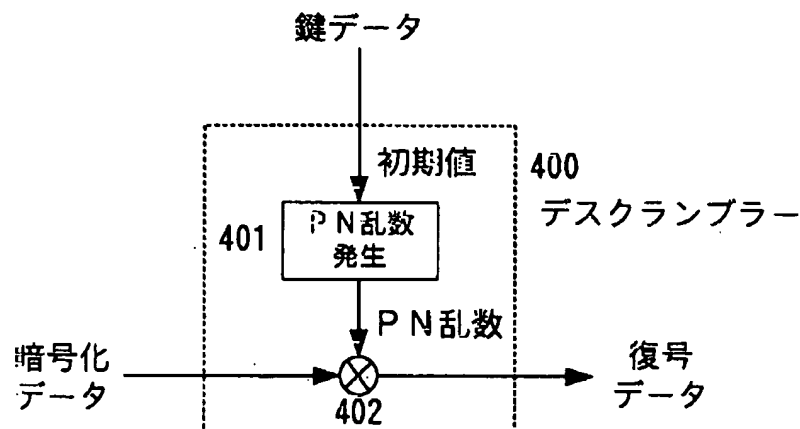 鍵データ
初期値
400
デスクランブラー
401
PN乱数
発生
PN乱数
暗号化
データ
402
復号
データ